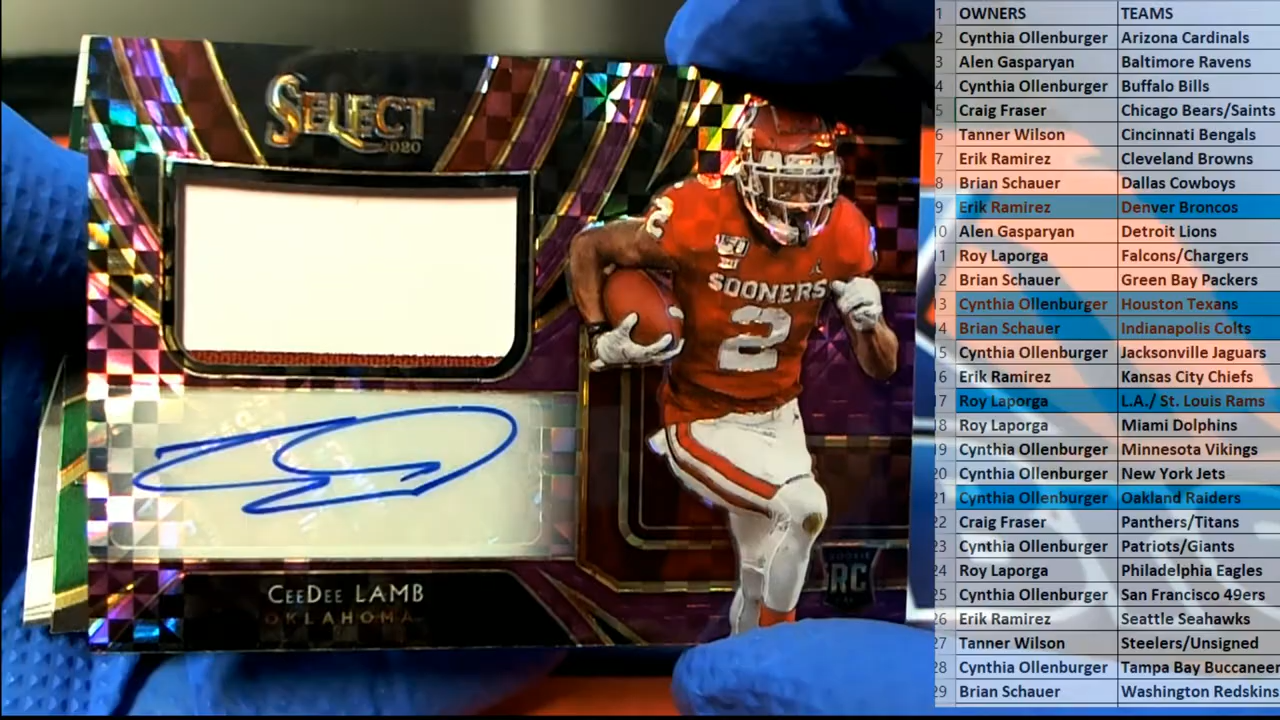 SELECT
2020
2
SOONERS
2
CEEDEE LAMB
OKLAHOMA
ROOKIE
RC
1 OWNERS TEAMS
2 Cynthia Ollenburger Arizona Cardinals
3 Alen Gasparyan Baltimore Ravens
4 Cynthia Ollenburger Buffalo Bills
5 Craig Fraser Chicago Bears/Saints
6 Tanner Wilson Cincinnati Bengals
7 Erik Ramirez Cleveland Browns
8 Brian Schauer Dallas Cowboys
9 Erik Ramirez Denver Broncos
10 Alen Gasparyan Detroit Lions
11 Roy Laporga Falcons/Chargers
12 Brian Schauer Green Bay Packers
13 Cynthia Ollenburger Houston Texans
14 Brian Schauer Indianapolis Colts
15 Cynthia Ollenburger Jacksonville Jaguars
16 Erik Ramirez Kansas City Chiefs
17 Roy Laporga L.A./ St. Louis Rams
18 Roy Laporga Miami Dolphins
19 Cynthia Ollenburger Minnesota Vikings
20 Cynthia Ollenburger New York Jets
21 Cynthia Ollenburger Oakland Raiders
22 Craig Fraser Panthers/Titans
23 Cynthia Ollenburger Patriots/Giants
24 Roy Laporga Philadelphia Eagles
25 Cynthia Ollenburger San Francisco 49ers
26 Erik Ramirez Seattle Seahawks
27 Tanner Wilson Steelers/Unsigned
28 Cynthia Ollenburger Tampa Bay Buccaneer
29 Brian Schauer Washington Redskins